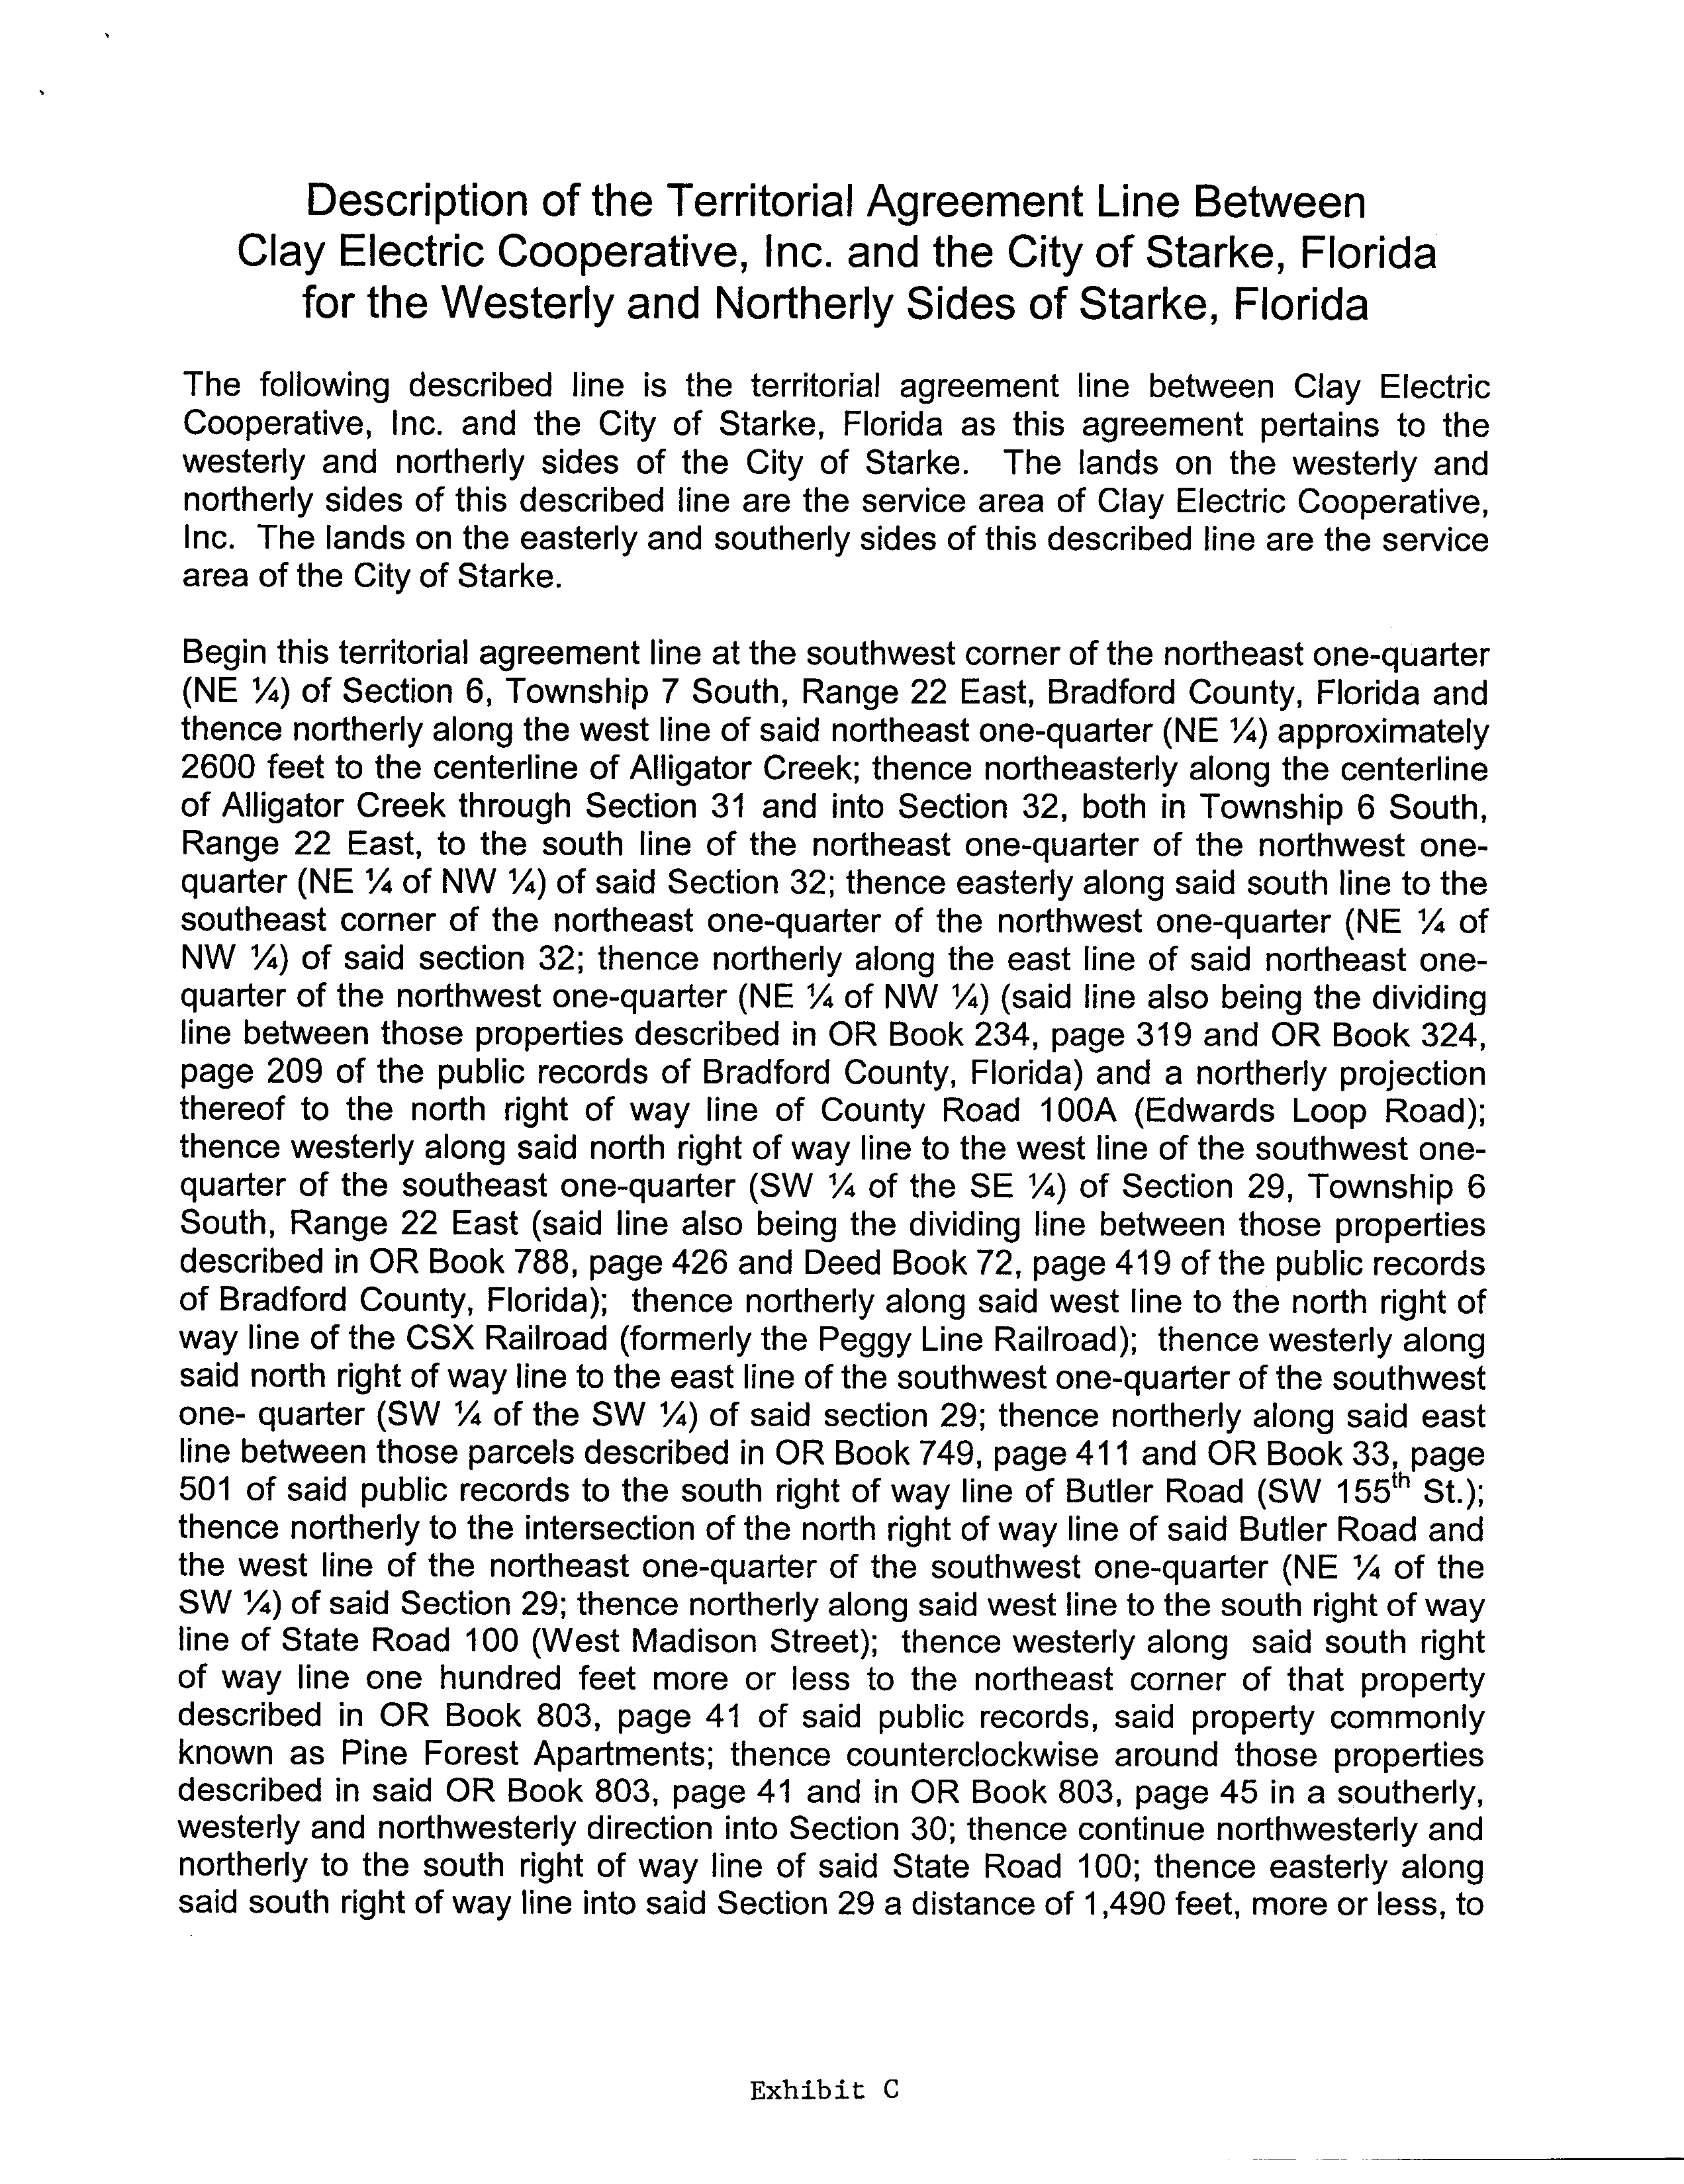 Description of the Territorial Agreement Line Between
Clay Electric Cooperative, Inc. and the City of Starke, Florida
for the Westerly and Northerly Sides of Starke, Florida
The following described line is the territorial agreement line between Clay Electric
Cooperative, Inc. and the City of Starke, Florida as this agreement pertains to the
westerly and northerly sides of the City of Starke. The lands on the westerly and
northerly sides of this described line are the service area of Clay Electric Cooperative,
Inc. The lands on the easterly and southerly sides of this described line are the service
area of the City of Starke.
Begin this territorial agreement line at the southwest corner of the northeast one-quarter
(NE ¼) of Section 6, Township 7 South, Range 22 East, Bradford County, Florida and
thence northerly along the west line of said northeast one-quarter (NE ¼) approximately
2600 feet to the centerline of Alligator Creek; thence northeasterly along the centerline
of Alligator Creek through Section 31 and into Section 32, both in Township 6 South,
Range 22 East, to the south line of the northeast one-quarter of the northwest one-
quarter (NE ¼ of NW ¼) of said Section 32; thence easterly along said south line to the
southeast corner of the northeast one-quarter of the northwest one-quarter (NE ¼ of
NW ¼) of said section 32; thence northerly along the east line of said northeast one-
quarter of the northwest one-quarter (NE ¼ of NW ¼) (said line also being the dividing
line between those properties described in OR Book 234, page 319 and OR Book 324,
page 209 of the public records of Bradford County, Florida) and a northerly projection
thereof to the north right of way line of County Road 100A (Edwards Loop Road);
thence westerly along said north right of way line to the west line of the southwest one-
quarter of the southeast one-quarter (SW ¼ of the SE ¼) of Section 29, Township 6
South, Range 22 East (said line also being the dividing line between those properties
described in OR Book 788, page 426 and Deed Book 72, page 419 of the public records
of Bradford County, Florida); thence northerly along said west line to the north right of
way line of the CSX Railroad (formerly the Peggy Line Railroad); thence westerly along
said north right of way line to the east line of the southwest one-quarter of the southwest
one- quarter (SW ¼ of the SW ¼) of said section 29; thence northerly along said east
line between those parcels described in OR Book 749, page 411 and OR Book 33, page
501 of said public records to the south right of way line of Butler Road (SW 155th St.);
thence northerly to the intersection of the north right of way line of said Butler Road and
the west line of the northeast one-quarter of the southwest one-quarter (NE ¼ of the
SW ¼) of said Section 29; thence northerly along said west line to the south right of way
line of State Road 100 (West Madison Street); thence westerly along said south right
of way line one hundred feet more or less to the northeast corner of that property
described in OR Book 803, page 41 of said public records, said property commonly
known as Pine Forest Apartments; thence counterclockwise around those properties
described in said OR Book 803, page 41 and in OR Book 803, page 45 in a southerly,
westerly and northwesterly direction into Section 30; thence continue northwesterly and
northerly to the south right of way line of said State Road 100; thence easterly along
said south right of way line into said Section 29 a distance of 1,490 feet, more or less, to
Exhibit C